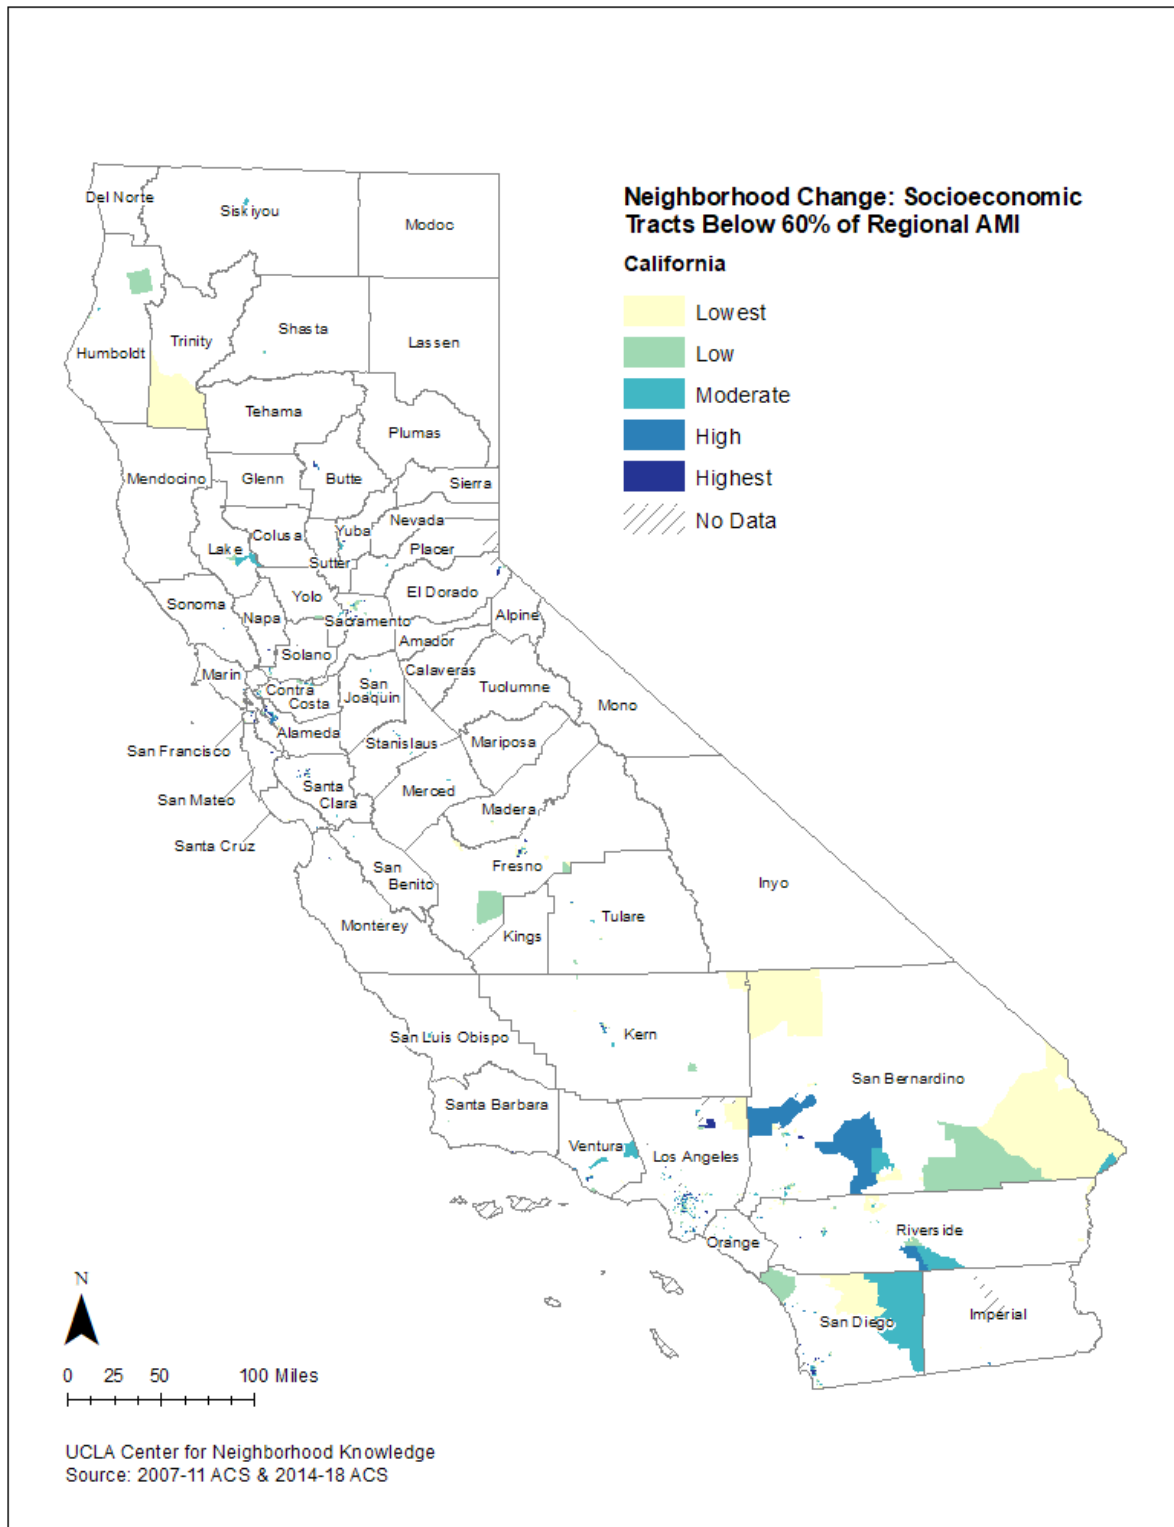 Neighborhood Change: Socioeconomic
Tracts Below 60% of Regional AMI
California
Lowest
Low
Moderate
High
Highest
No Data
Del Norte
Siskiyou
Modoc
Humboldt
Trinity
Shasta
Lassen
Tehama
Plumas
Mendocino
Glenn
Butte
Sierra
Lake
Colusa
Yuba
Nevada
Sutter
Placer
Sonoma
Napa
Yolo
El Dorado
Sacramento
Alpine
Amador
Solano
Marin
Calaveras
Contra
Costa
San
Joaquin
Tuolumne
Mono
San Francisco
Alameda
Stanislaus
Mariposa
San Mateo
Santa
Clara
Merced
Madera
Santa Cruz
San
Benito
Fresno
Inyo
Monterey
Kings
Tulare
San Luis Obispo
Kern
San Bernardino
Santa Barbara
Ventura
Los Angeles
Orange
Riverside
San Diego
Imperial
N
0 25 50 100 Miles
UCLA Center for Neighborhood Knowledge
Source: 2007-11 ACS & 2014-18 ACS